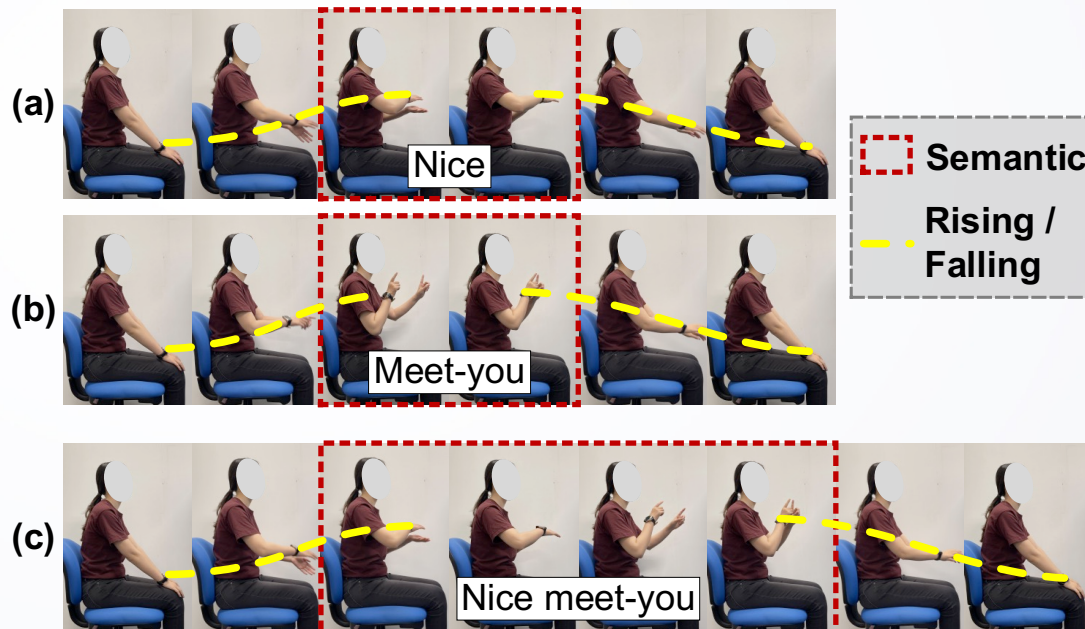 (a)
Nice
(b)
Meet-you
(c)
Nice meet-you
Semantic
Rising /
Falling